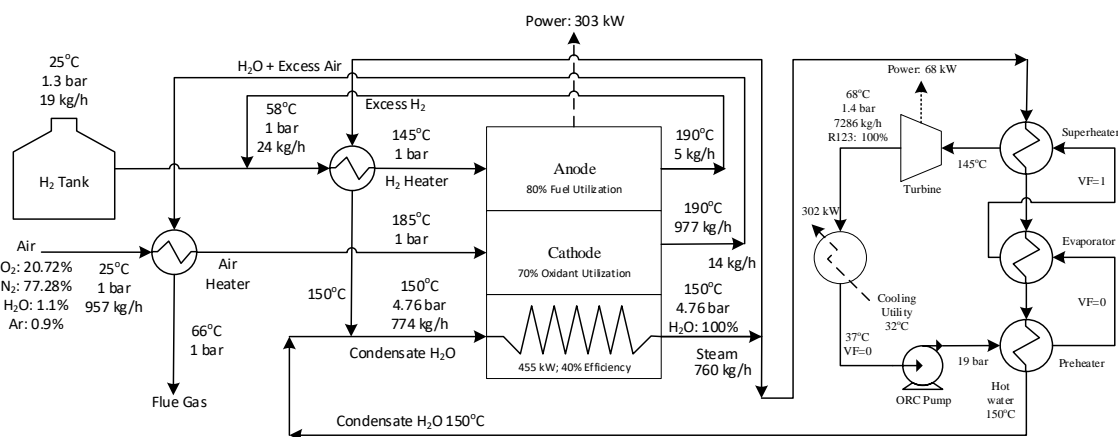 Power: 303 kW
25°C
1.3 bar
19 kg/h
H₂ Tank
H₂O + Excess Air
Excess H₂
58°C
1 bar
24 kg/h
145°C
1 bar
H₂ Heater
Anode
80% Fuel Utilization
190°C
5 kg/h
185°C
1 bar
Cathode
70% Oxidant Utilization
190°C
977 kg/h
14 kg/h
Air
O₂: 20.72%
N₂: 77.28%
H₂O: 1.1%
Ar: 0.9%
25°C
1 bar
957 kg/h
Air
Heater
66°C
1 bar
Flue Gas
150°C
150°C
4.76 bar
774 kg/h
Condensate H₂O
455 kW; 40% Efficiency
150°C
4.76 bar
H₂O: 100%
Steam
760 kg/h
Condensate H₂O 150°C
Power: 68 kW
68°C
1.4 bar
7286 kg/h
R123: 100%
Turbine
145°C
Superheater
VF=1
302 kW
Cooling
Utility
32°C
Evaporator
VF=0
37°C
VF=0
ORC Pump
19 bar
Preheater
Hot
water
150°C